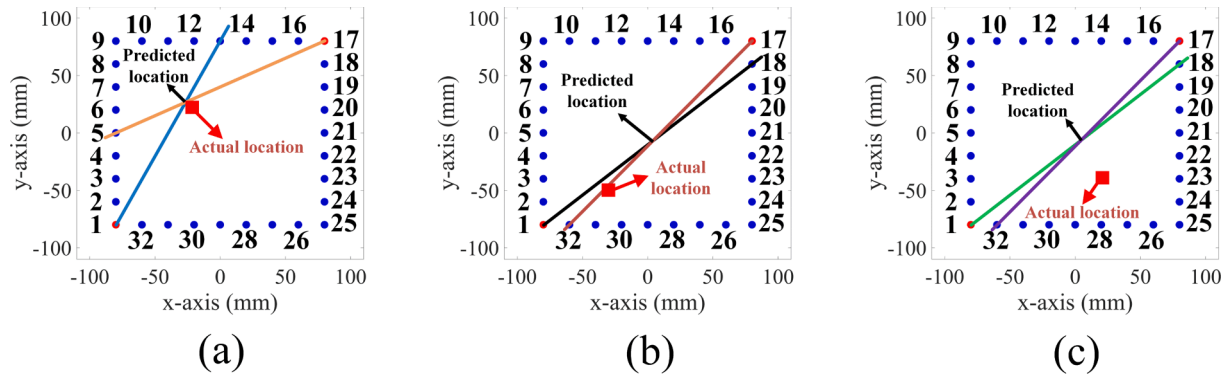 100
50
0
-50
-100
y-axis (mm)
-100 -50 0 50 100
x-axis (mm)
10 12 14 16
9 17
8 18
7 19
6 20
5 21
4 22
3 23
2 24
1 25
32 30 28 26
Predicted
location
Actual location
(a)
100
50
0
-50
-100
y-axis (mm)
-100 -50 0 50 100
x-axis (mm)
10 12 14 16
9 17
8 18
7 19
6 20
5 21
4 22
3 23
2 24
1 25
32 30 28 26
Predicted
location
Actual
location
(b)
100
50
0
-50
-100
y-axis (mm)
-100 -50 0 50 100
x-axis (mm)
10 12 14 16
9 17
8 18
7 19
6 20
5 21
4 22
3 23
2 24
1 25
32 30 28 26
Predicted
location
Actual location
(c)